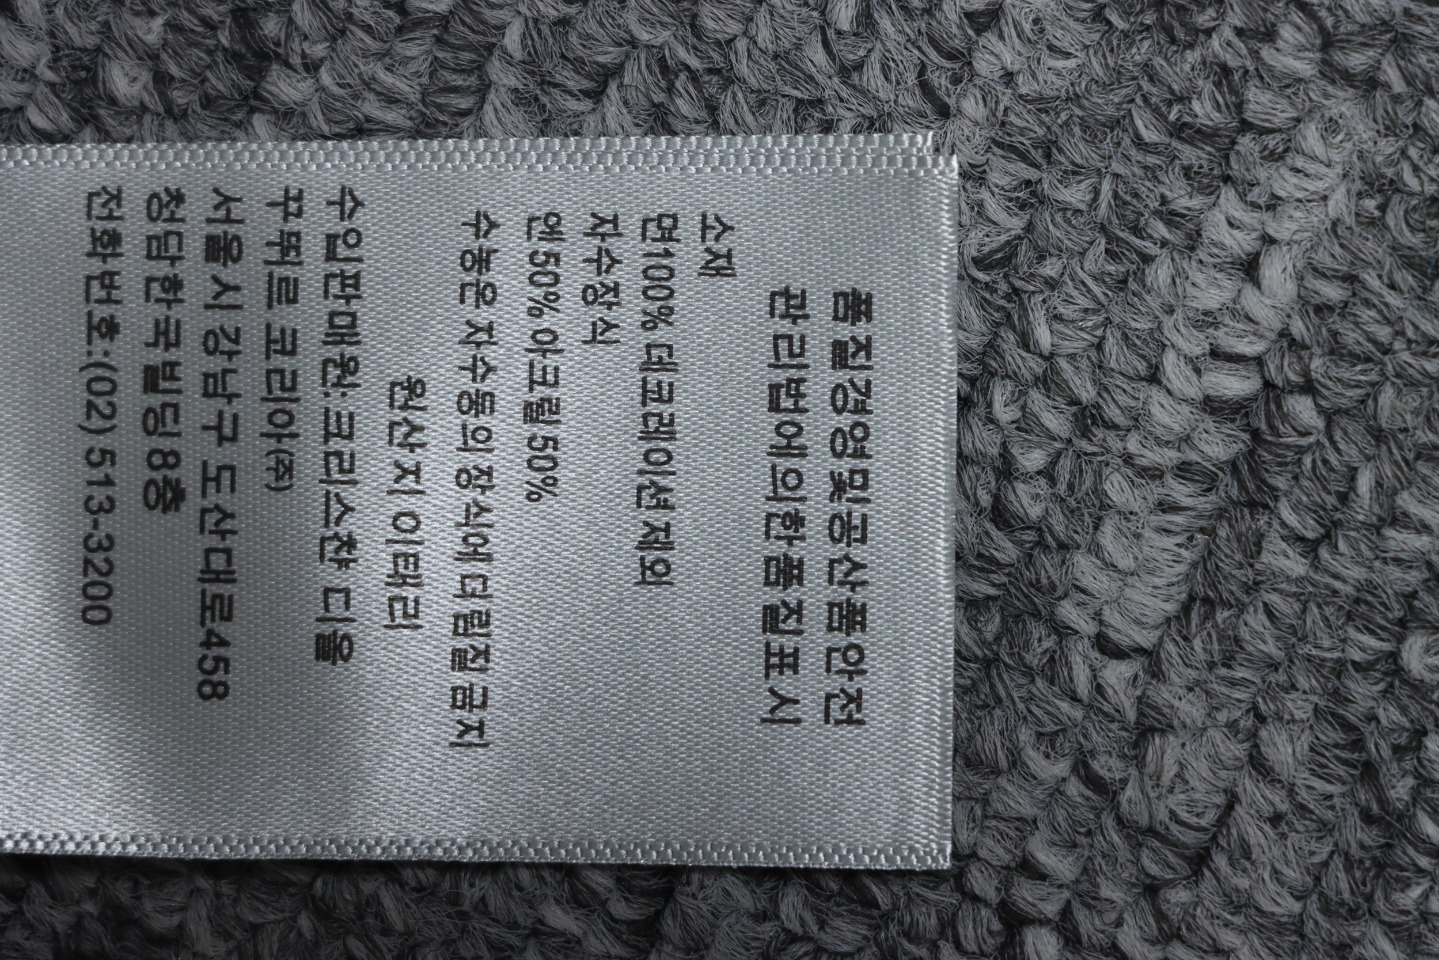 품질경영및공산품안전
관리법에의한품질표시
소재
면100% 데코레이션제외
자수장식
엔50% 아크릴50%
수놓은 자수등의장식에 다림질 금지
원산지 이태리
수입판매원:크리스챤 디올
꾸뛰르 코리아(주)
서울시 강남구 도산대로458
청담한국빌딩8층
전화번호:(02) 513-3200